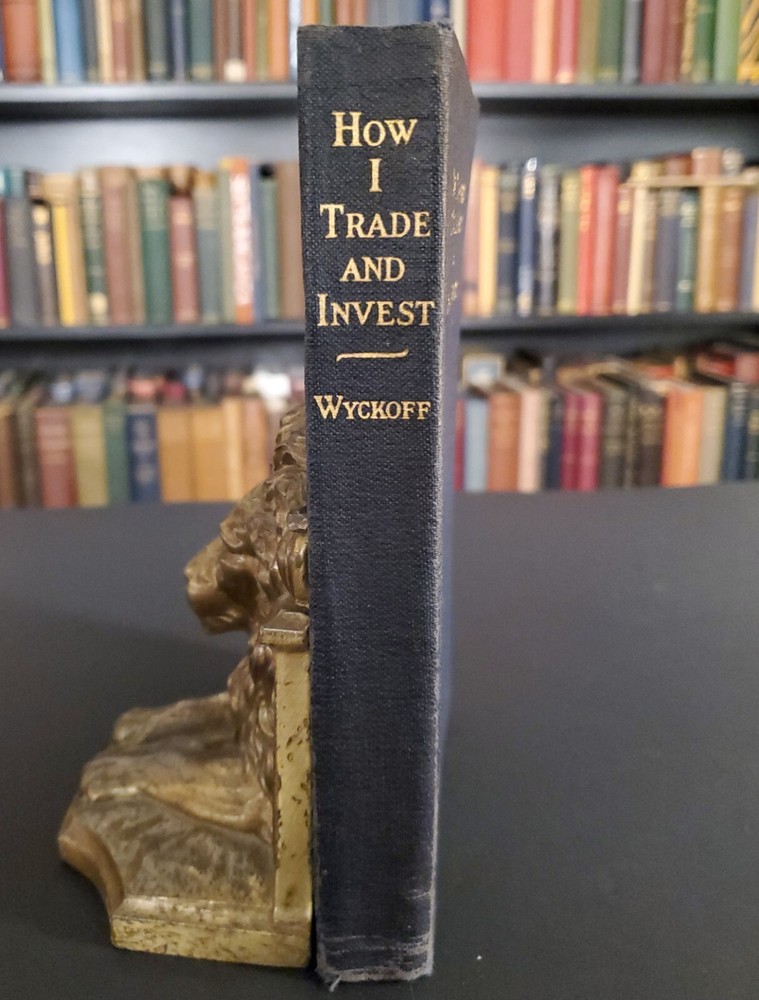 How
I
Trade
and
Invest
Wyckoff